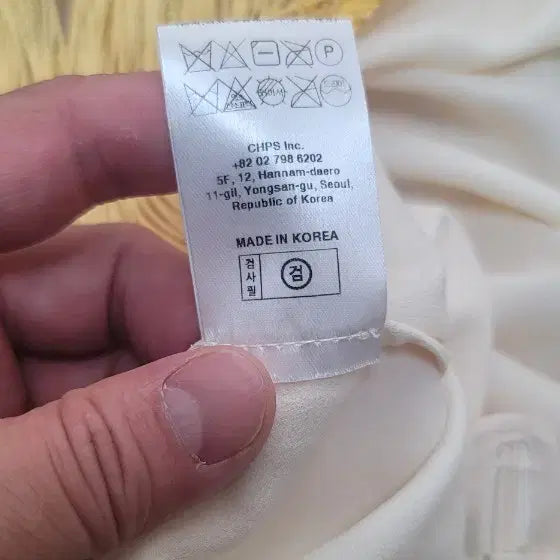 P
CHPS Inc.
+82 02 798 6202
5F, 12, Hannam-daero
11-gil, Yongsan-gu, Seoul,
Republic of Korea
MADE IN KOREA
검사필
검